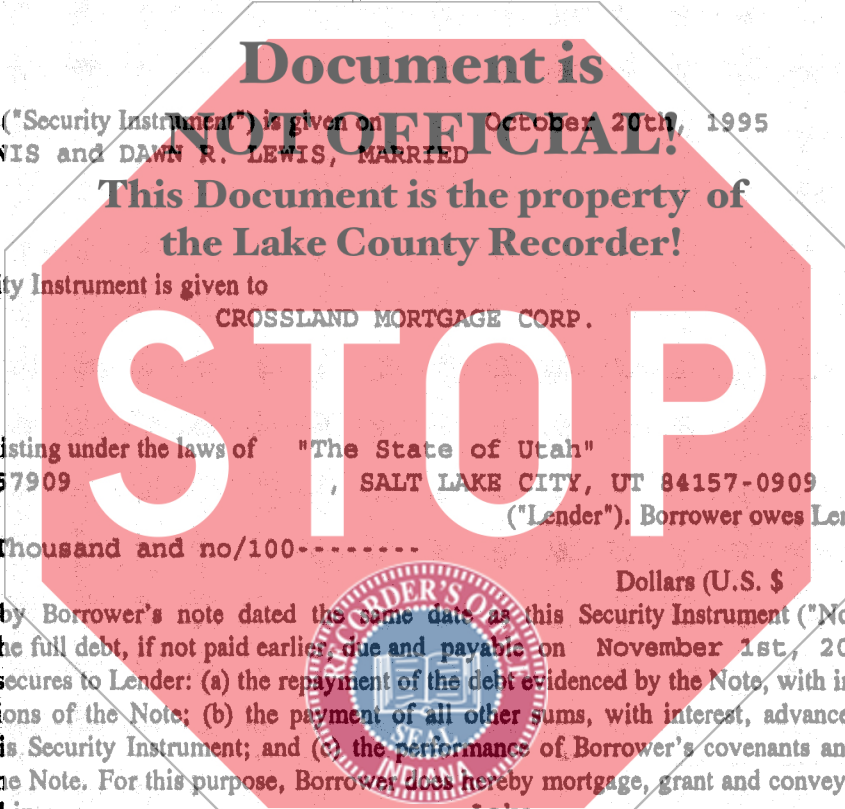 Document is
("Security Instrument") is given on October 20th, 1995
NOT OFFICIAL!
IS and DAWN R. LEWIS, MARRIED
This Document is the property of
the Lake County Recorder!
ity Instrument is given to
CROSSLAND MORTGAGE CORP.
STOP
isting under the laws of "The State of Utah"
57909 , SALT LAKE CITY, UT 84157-0909
("Lender"). Borrower owes Len
Thousand and no/100--------
Dollars (U.S. $
by Borrower's note dated the same date as this Security Instrument ("No
he full debt, if not paid earlier, due and payable on November 1st, 20
secures to Lender: (a) the repayment of the debt evidenced by the Note, with in
ons of the Note; (b) the payment of all other sums, with interest, advance
is Security Instrument; and (c) the performance of Borrower's covenants an
he Note. For this purpose, Borrower does hereby mortgage, grant and convey
RECORDER'S OFFICE
SEAL
INDIANA